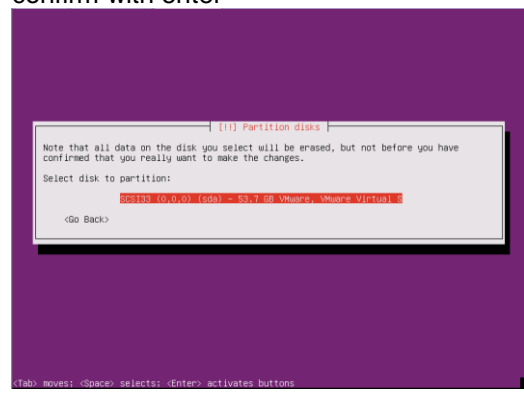 confirm with enter
[!!] Partition disks
Note that all data on the disk you select will be erased, but not before you have
confirmed that you really want to make the changes.
Select disk to partition:
SCSI33 (0,0,0) (sda) - 53.7 GB VMware, VMware Virtual S
<Go Back>
<Tab> moves; <Space> selects; <Enter> activates buttons